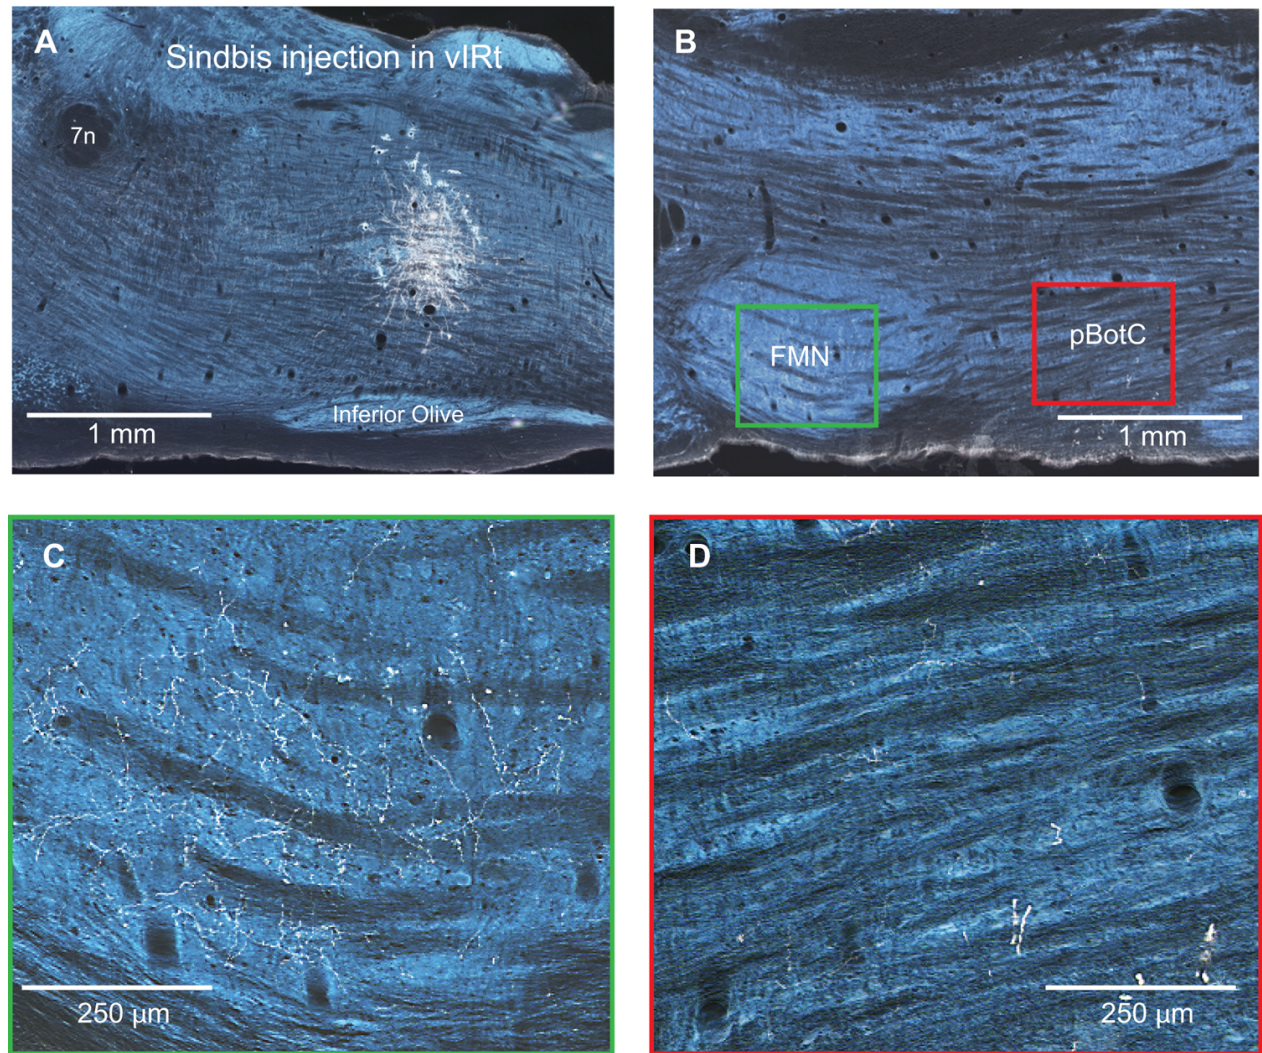 A
Sindbis injection in vIRt
7n
Inferior Olive
1 mm
B
FMN
pBotC
1 mm
C
250 µm
D
250 µm